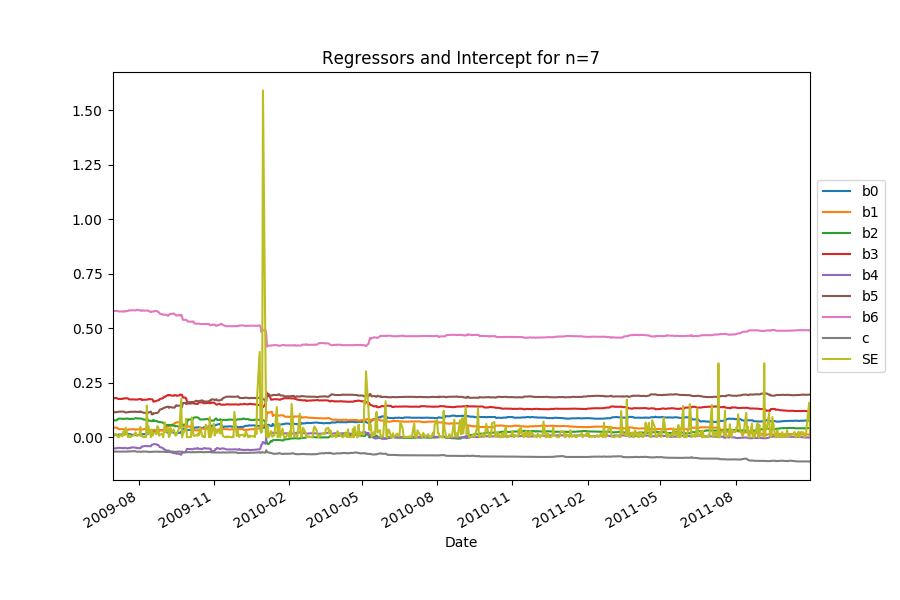 Regressors and Intercept for n=7
1.50
1.25
1.00
0.75
0.50
0.25
0.00
2009-08
2009-11
2010-02
2010-05
2010-08
2010-11
2011-02
2011-05
2011-08
Date
b0
b1
b2
b3
b4
b5
b6
c
SE